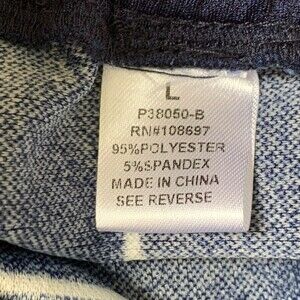 L
P38050-B
RN#108697
95%POLYESTER
5%SPANDEX
MADE IN CHINA
SEE REVERSE